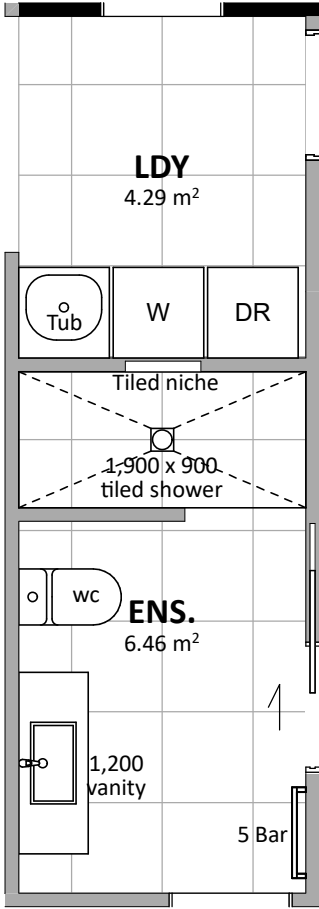 LDY
4.29 m²
Tub
W
DR
Tiled niche
1,900 x 900
tiled shower
wc
ENS.
6.46 m²
1,200
vanity
5 Bar